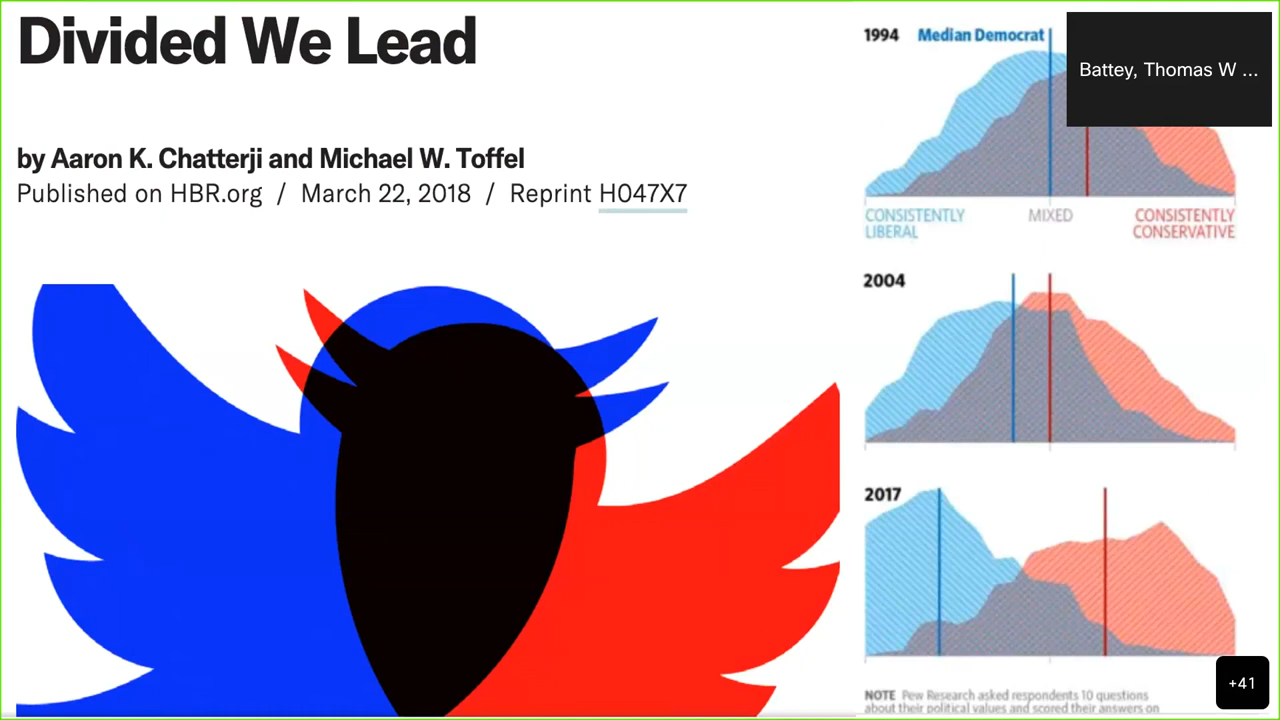 Divided We Lead
by Aaron K. Chatterji and Michael W. Toffel
Published on HBR.org / March 22, 2018 / Reprint H047X7
1994 Median Democrat
Battey, Thomas W ...
CONSISTENTLY
LIBERAL
MIXED
CONSISTENTLY
CONSERVATIVE
2004
2017
NOTE Pew Research asked respondents 10 questions
about their political values and scored their answers on
+41